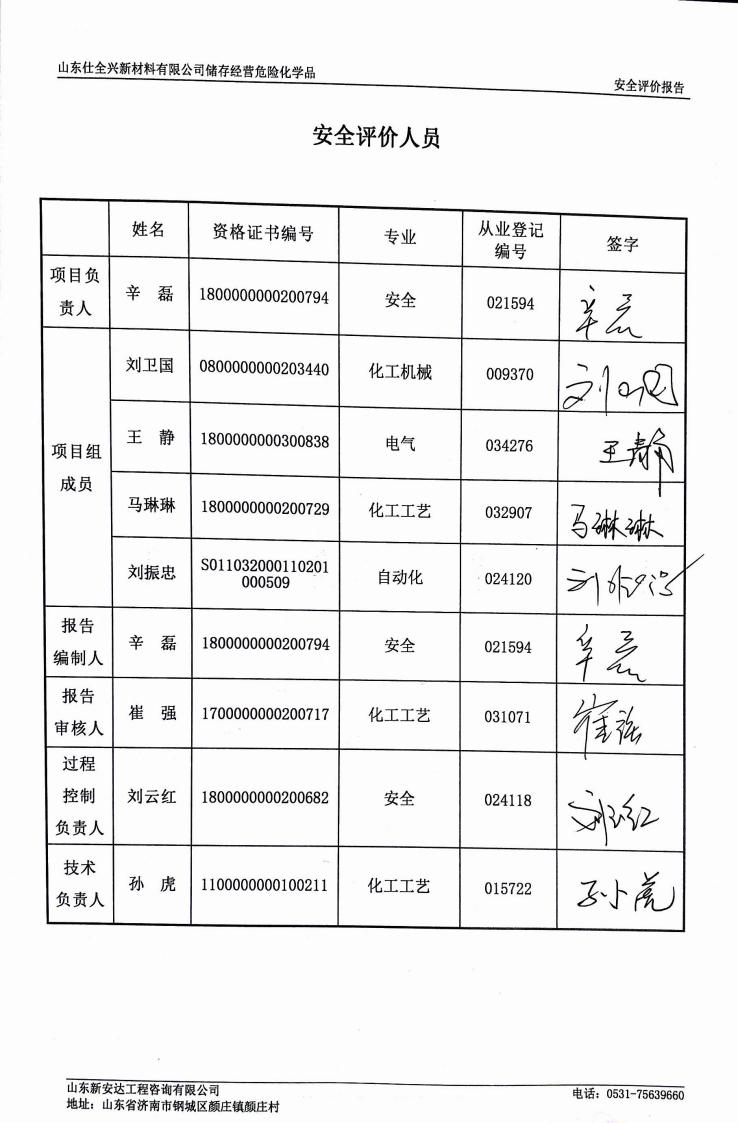 山东仕全兴新材料有限公司储存经营危险化学品
安全评价报告
安全评价人员
姓名 资格证书编号 专业 从业登记编号 签字
项目负责人 辛 磊 1800000000200794 安全 021594 辛磊
项目组成员 刘卫国 0800000000203440 化工机械 009370 刘卫国
王 静 1800000000300838 电气 034276 王静
马琳琳 1800000000200729 化工工艺 032907 马琳琳
刘振忠 S011032000110201000509 自动化 024120 刘振忠
报告编制人 辛 磊 1800000000200794 安全 021594 辛磊
报告审核人 崔 强 1700000000200717 化工工艺 031071 崔强
过程控制负责人 刘云红 1800000000200682 安全 024118 刘云红
技术负责人 孙 虎 1100000000100211 化工工艺 015722 孙虎
山东新安达工程咨询有限公司
地址：山东省济南市钢城区颜庄镇颜庄村
电话：0531-75639660